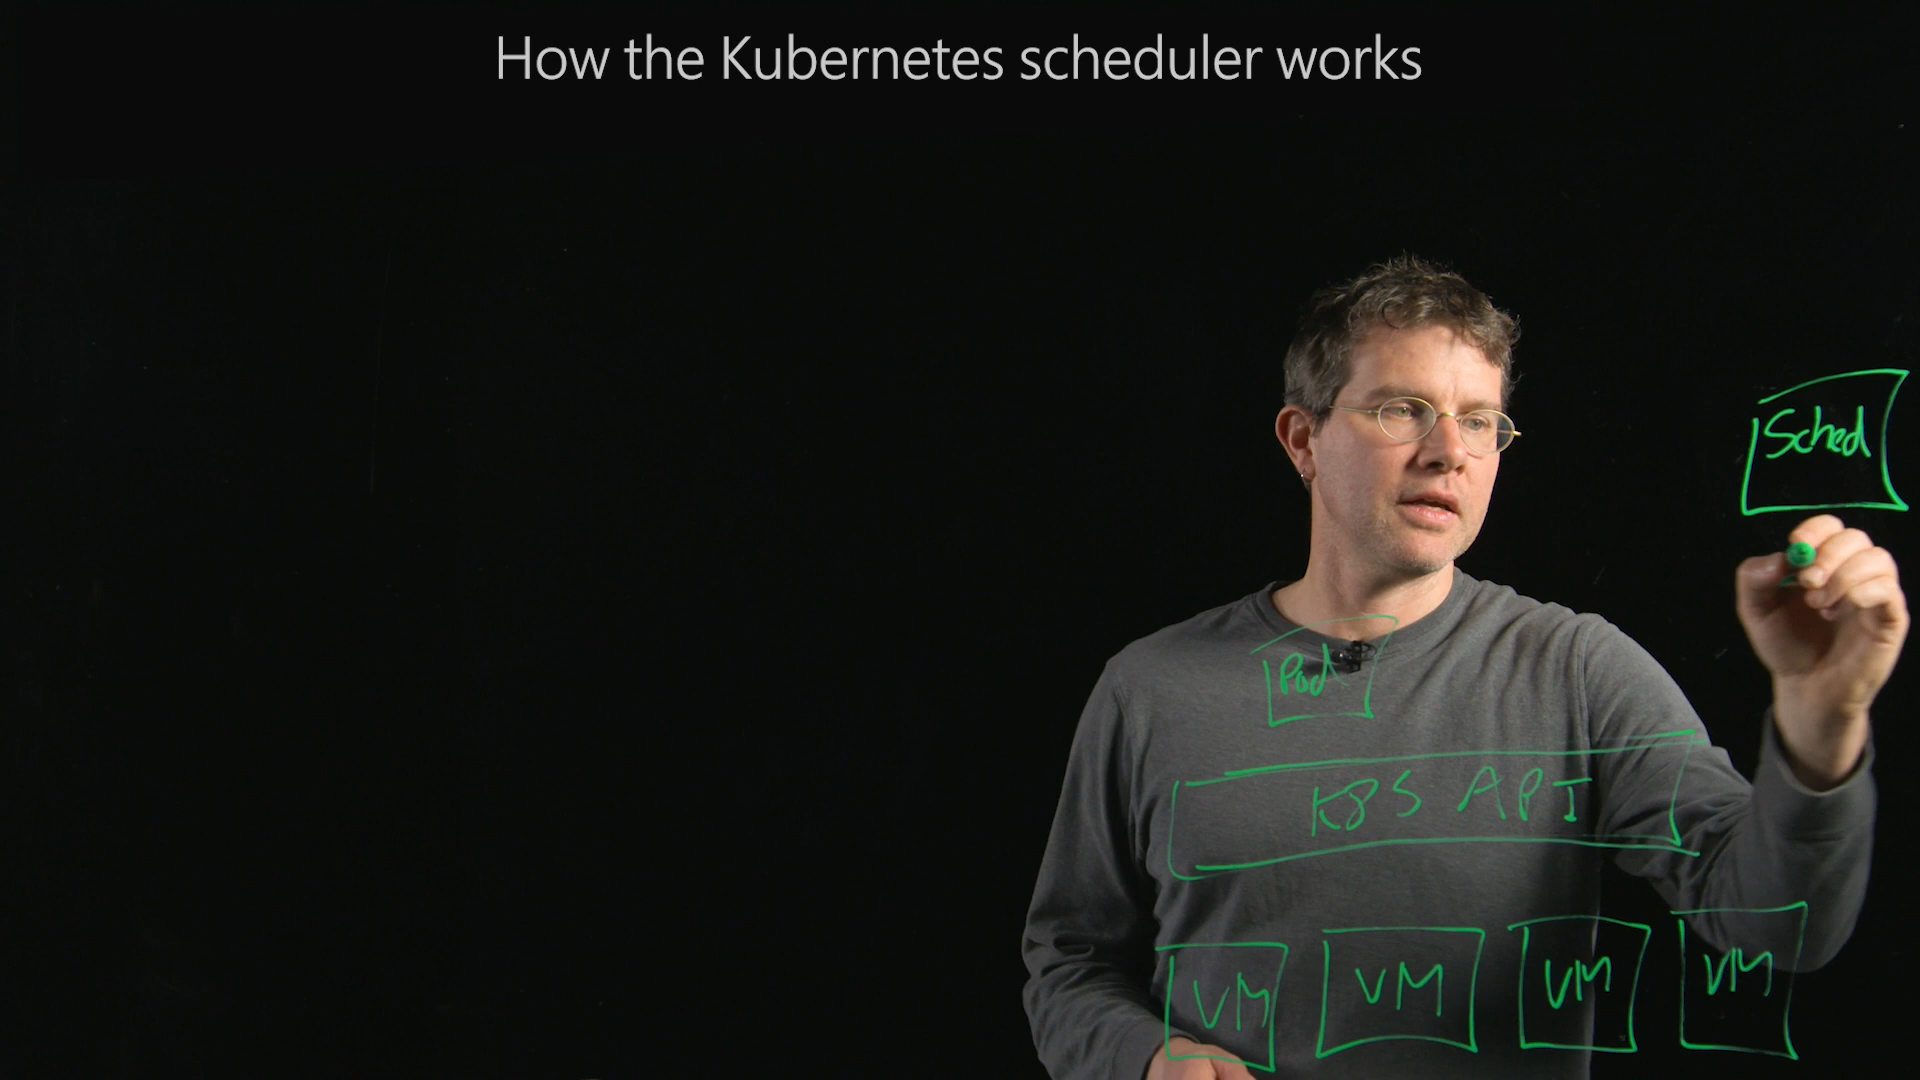 How the Kubernetes scheduler works
Sched
Pod
K8S API
VM VM VM VM